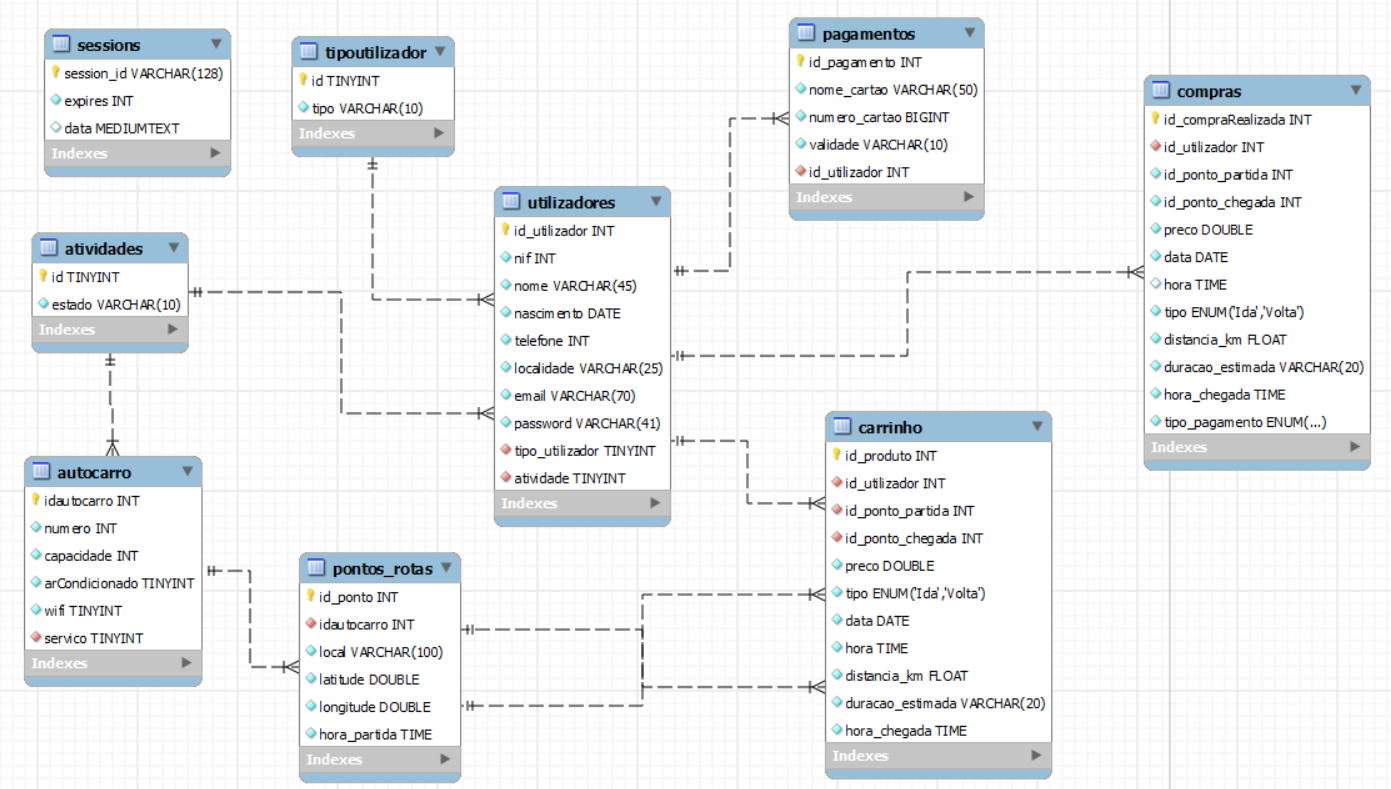 sessions
session_id VARCHAR(128)
expires INT
data MEDIUMTEXT
Indexes
tipoutilizador
id TINYINT
tipo VARCHAR(10)
Indexes
pagamentos
id_pagamento INT
nome_cartao VARCHAR(50)
numero_cartao BIGINT
validade VARCHAR(10)
id_utilizador INT
Indexes
compras
id_compraRealizada INT
id_utilizador INT
id_ponto_partida INT
id_ponto_chegada INT
preco DOUBLE
data DATE
hora TIME
tipo ENUM('Ida','Volta')
distancia_km FLOAT
duracao_estimada VARCHAR(20)
hora_chegada TIME
tipo_pagamento ENUM(...)
Indexes
utilizadores
id_utilizador INT
nif INT
nome VARCHAR(45)
nascimento DATE
telefone INT
localidade VARCHAR(25)
email VARCHAR(70)
password VARCHAR(41)
tipo_utilizador TINYINT
atividade TINYINT
Indexes
atividades
id TINYINT
estado VARCHAR(10)
Indexes
autocarro
idautocarro INT
numero INT
capacidade INT
arCondicionado TINYINT
wifi TINYINT
servico TINYINT
Indexes
pontos_rotas
id_ponto INT
idautocarro INT
local VARCHAR(100)
latitude DOUBLE
longitude DOUBLE
hora_partida TIME
Indexes
carrinho
id_produto INT
id_utilizador INT
id_ponto_partida INT
id_ponto_chegada INT
preco DOUBLE
tipo ENUM('Ida','Volta')
data DATE
hora TIME
distancia_km FLOAT
duracao_estimada VARCHAR(20)
hora_chegada TIME
Indexes